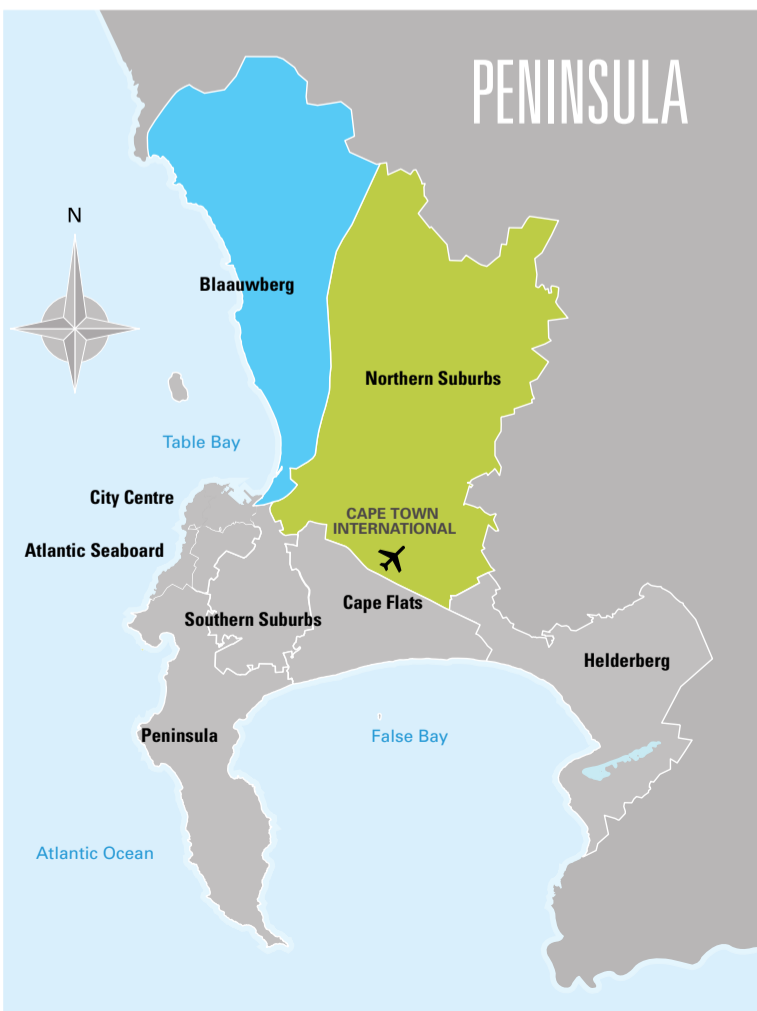 PENINSULA
N
Blaauwberg
Northern Suburbs
Table Bay
City Centre
CAPE TOWN
INTERNATIONAL
Atlantic Seaboard
Cape Flats
Southern Suburbs
Helderberg
Peninsula
False Bay
Atlantic Ocean